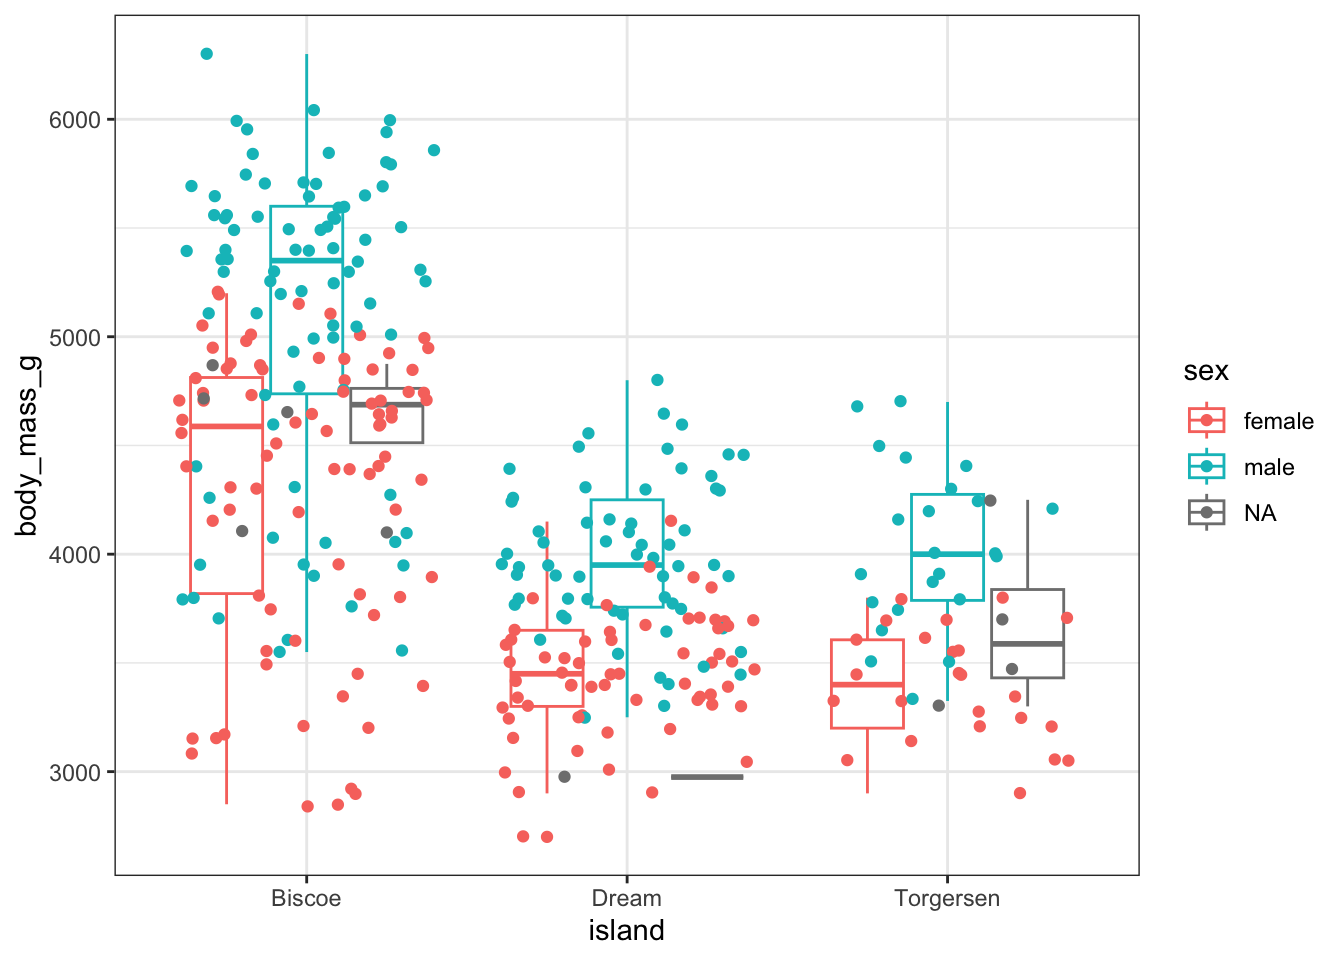 body_mass_g
6000
5000
4000
3000
Biscoe
Dream
Torgersen
island
sex
female
male
NA